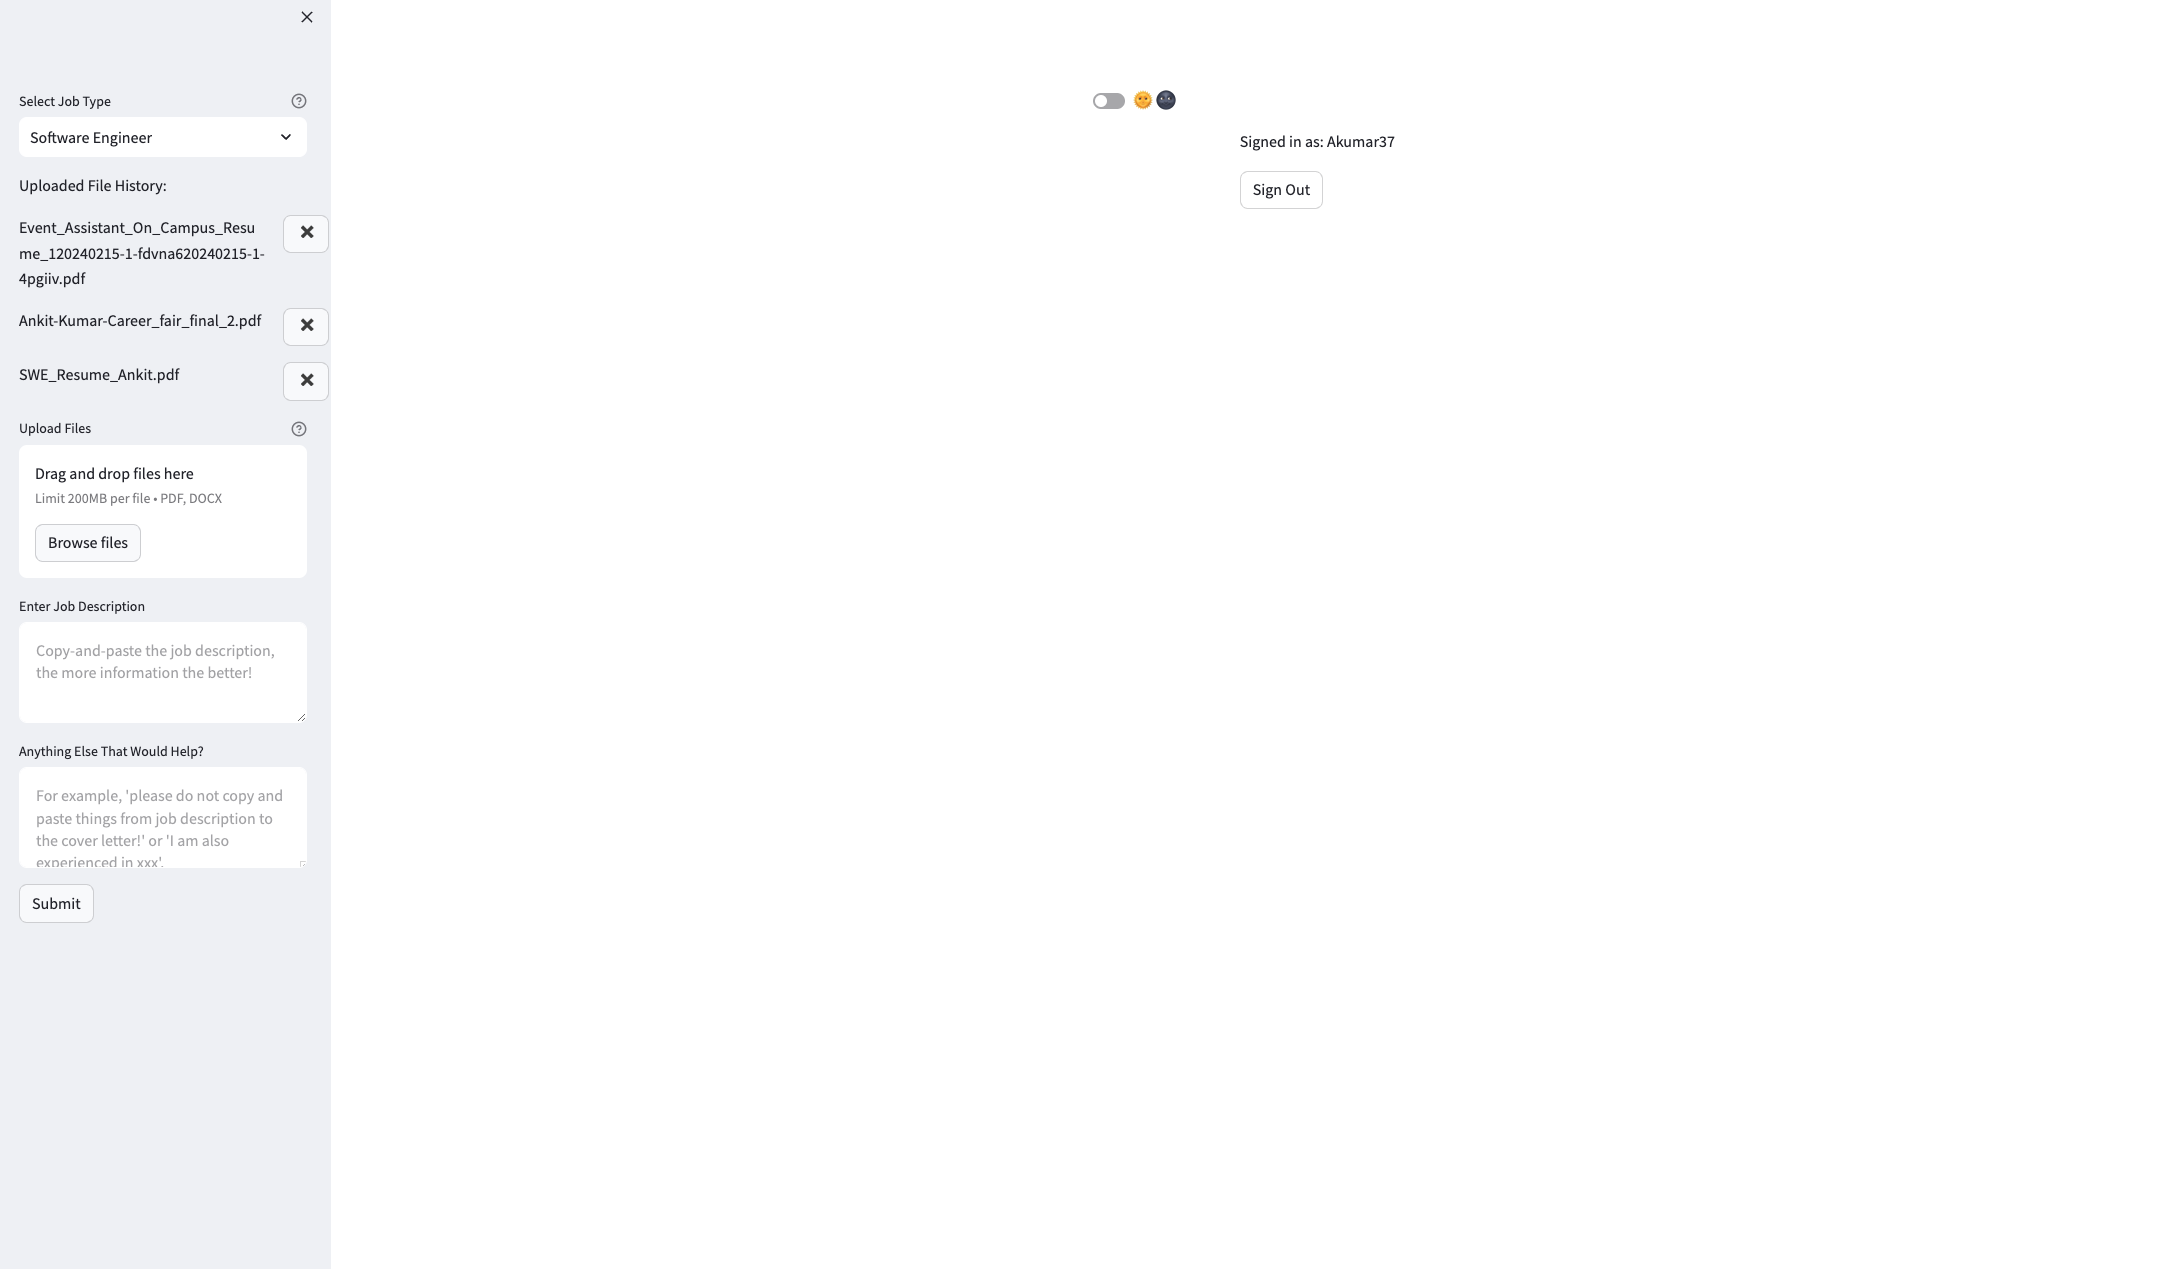 Select Job Type
Software Engineer
Uploaded File History:
Event_Assistant_On_Campus_Resu
me_120240215-1-fdvna620240215-1-
4pgiiv.pdf
Ankit-Kumar-Career_fair_final_2.pdf
SWE_Resume_Ankit.pdf
Upload Files
Drag and drop files here
Limit 200MB per file • PDF, DOCX
Browse files
Enter Job Description
Copy-and-paste the job description,
the more information the better!
Anything Else That Would Help?
For example, 'please do not copy and
paste things from job description to
the cover letter!' or 'I am also
experienced in xxx'.
Submit
Signed in as: Akumar37
Sign Out